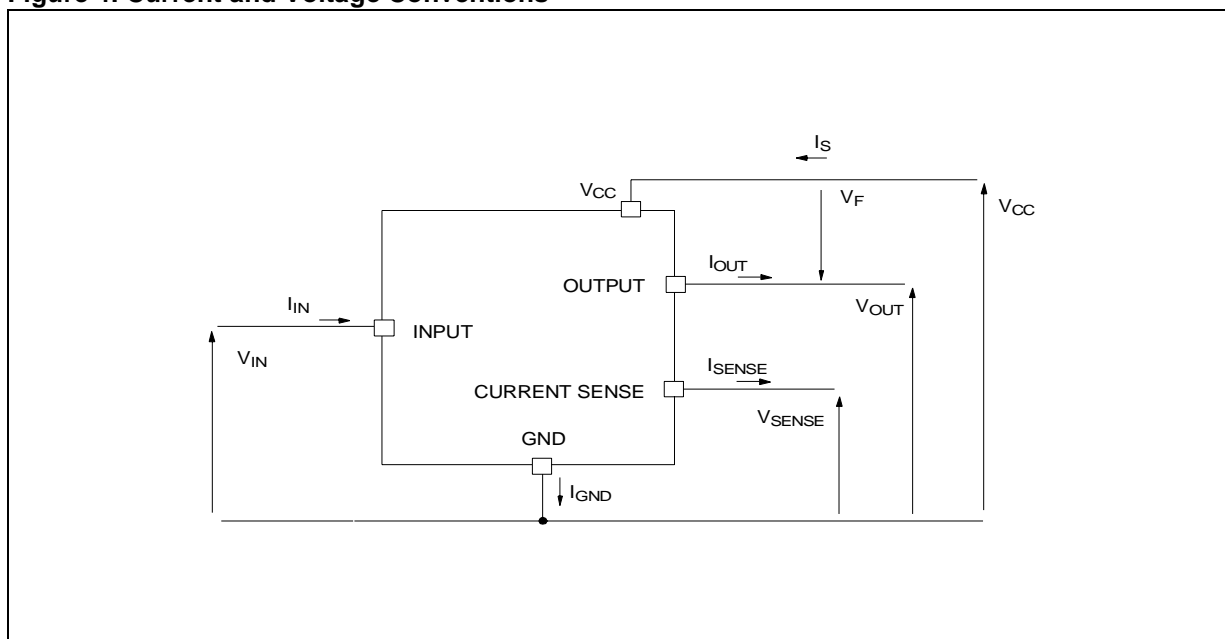 Figure 4. Current and Voltage Conventions
IS
VCC
VF
VCC
IOUT
OUTPUT
VOUT
IIN
INPUT
VIN
ISENSE
CURRENT SENSE
VSENSE
GND
IGND